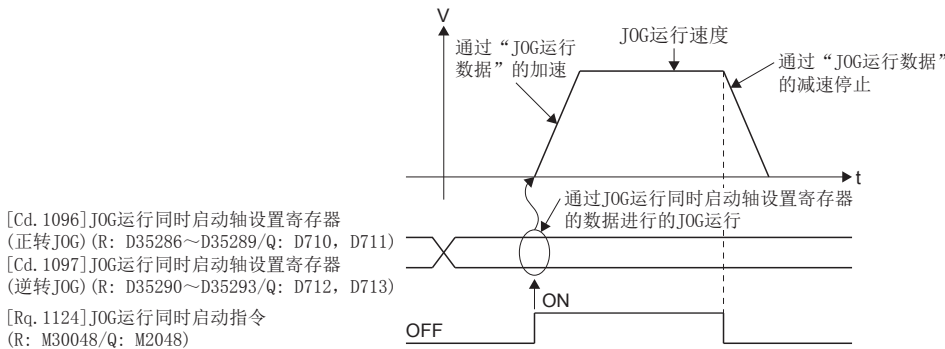 V
通过“JOG运行
数据”的加速
JOG运行速度
通过“JOG运行数据”
的减速停止
t
通过JOG运行同时启动轴设置寄存器
的数据进行的JOG运行
[Cd.1096]JOG运行同时启动轴设置寄存器
(正转JOG)(R: D35286～D35289/Q: D710, D711)
[Cd.1097]JOG运行同时启动轴设置寄存器
(逆转JOG)(R: D35290～D35293/Q: D712, D713)
[Rq.1124]JOG运行同时启动指令
(R: M30048/Q: M2048)
OFF
ON